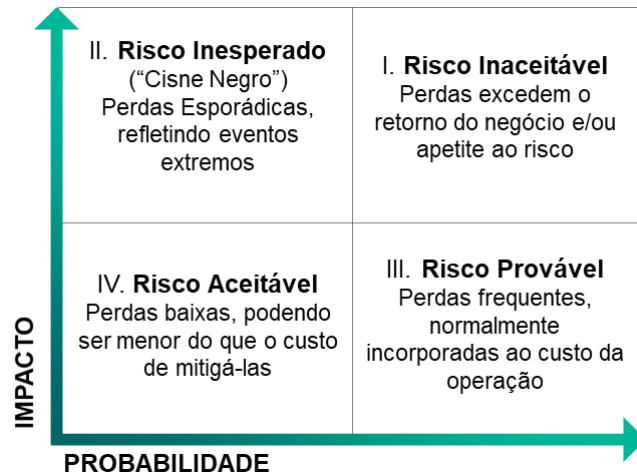 II. Risco Inesperado
(“Cisne Negro”)
Perdas Esporádicas,
refletindo eventos
extremos
I. Risco Inaceitável
Perdas excedem o
retorno do negócio e/ou
apetite ao risco
IV. Risco Aceitável
Perdas baixas, podendo
ser menor do que o custo
de mitigá-las
III. Risco Provável
Perdas frequentes,
normalmente
incorporadas ao custo da
operação
IMPACTO
PROBABILIDADE